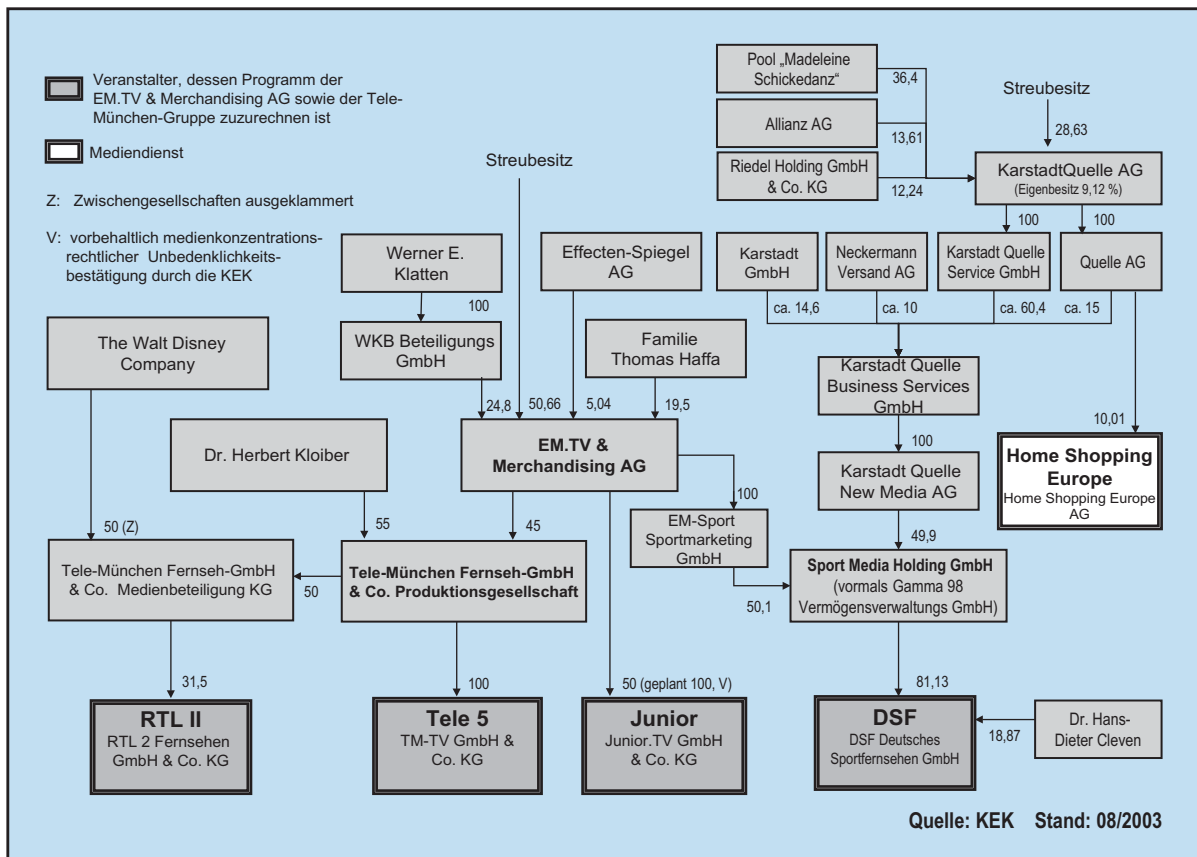 Veranstalter, dessen Programm der
EM.TV & Merchandising AG sowie der Tele-
München-Gruppe zuzurechnen ist
Mediendienst
Z: Zwischengesellschaften ausgeklammert
V: vorbehaltlich medienkonzentrations-
rechtlicher Unbedenklichkeits-
bestätigung durch die KEK
Pool „Madeleine
Schickedanz“
36,4
Streubesitz
Allianz AG
13,61
28,63
Riedel Holding GmbH
& Co. KG
12,24
KarstadtQuelle AG
(Eigenbesitz 9,12 %)
100
100
Streubesitz
Werner E.
Klatten
Effecten-Spiegel
AG
Karstadt
GmbH
Neckermann
Versand AG
Karstadt Quelle
Service GmbH
Quelle AG
100
ca. 14,6
ca. 10
ca. 60,4
ca. 15
The Walt Disney
Company
WKB Beteiligungs
GmbH
Familie
Thomas Haffa
Karstadt Quelle
Business Services
GmbH
24,8
50,66
5,04
19,5
10,01
Dr. Herbert Kloiber
EM.TV &
Merchandising AG
100
Karstadt Quelle
New Media AG
Home Shopping
Europe
Home Shopping Europe
AG
50 (Z)
55
45
100
EM-Sport
Sportmarketing
GmbH
49,9
Tele-München Fernseh-GmbH
& Co. Medienbeteiligung KG
50
Tele-München Fernseh-GmbH
& Co. Produktionsgesellschaft
50,1
Sport Media Holding GmbH
(vormals Gamma 98
Vermögensverwaltungs GmbH)
31,5
100
50 (geplant 100, V)
81,13
RTL II
RTL 2 Fernsehen
GmbH & Co. KG
Tele 5
TM-TV GmbH &
Co. KG
Junior
Junior.TV GmbH
& Co. KG
DSF
DSF Deutsches
Sportfernsehen GmbH
18,87
Dr. Hans-
Dieter Cleven
Quelle: KEK Stand: 08/2003